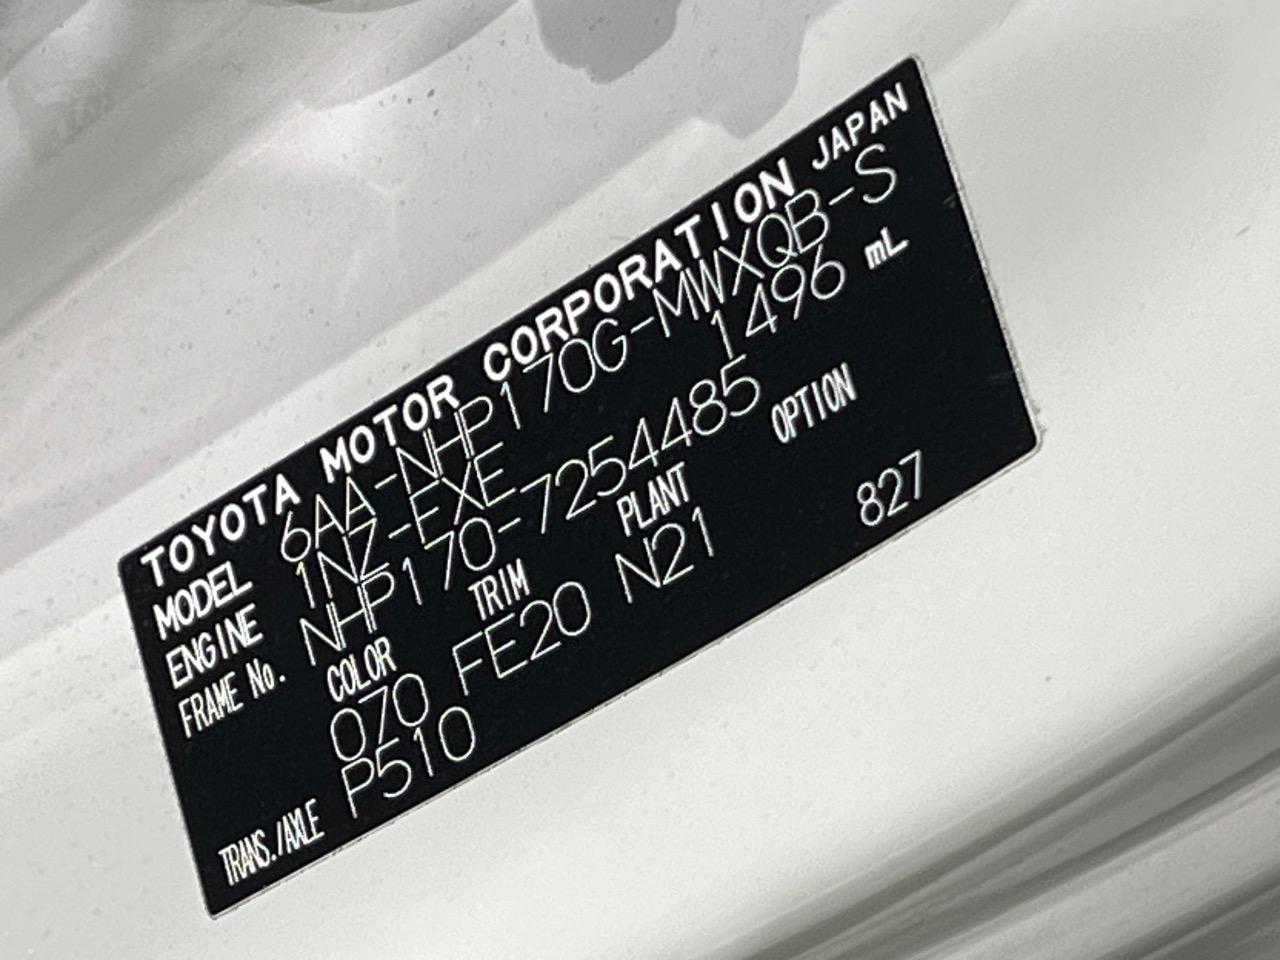 TOYOTA MOTOR CORPORATION JAPAN
MODEL 6AA-NHP170G-MWXQB-S
ENGINE 1NZ-EXE 1496 mL
FRAME No. NHP170-7254485
COLOR TRIM PLANT OPTION
070 FE20 N21 827
TRANS./AXLE P510